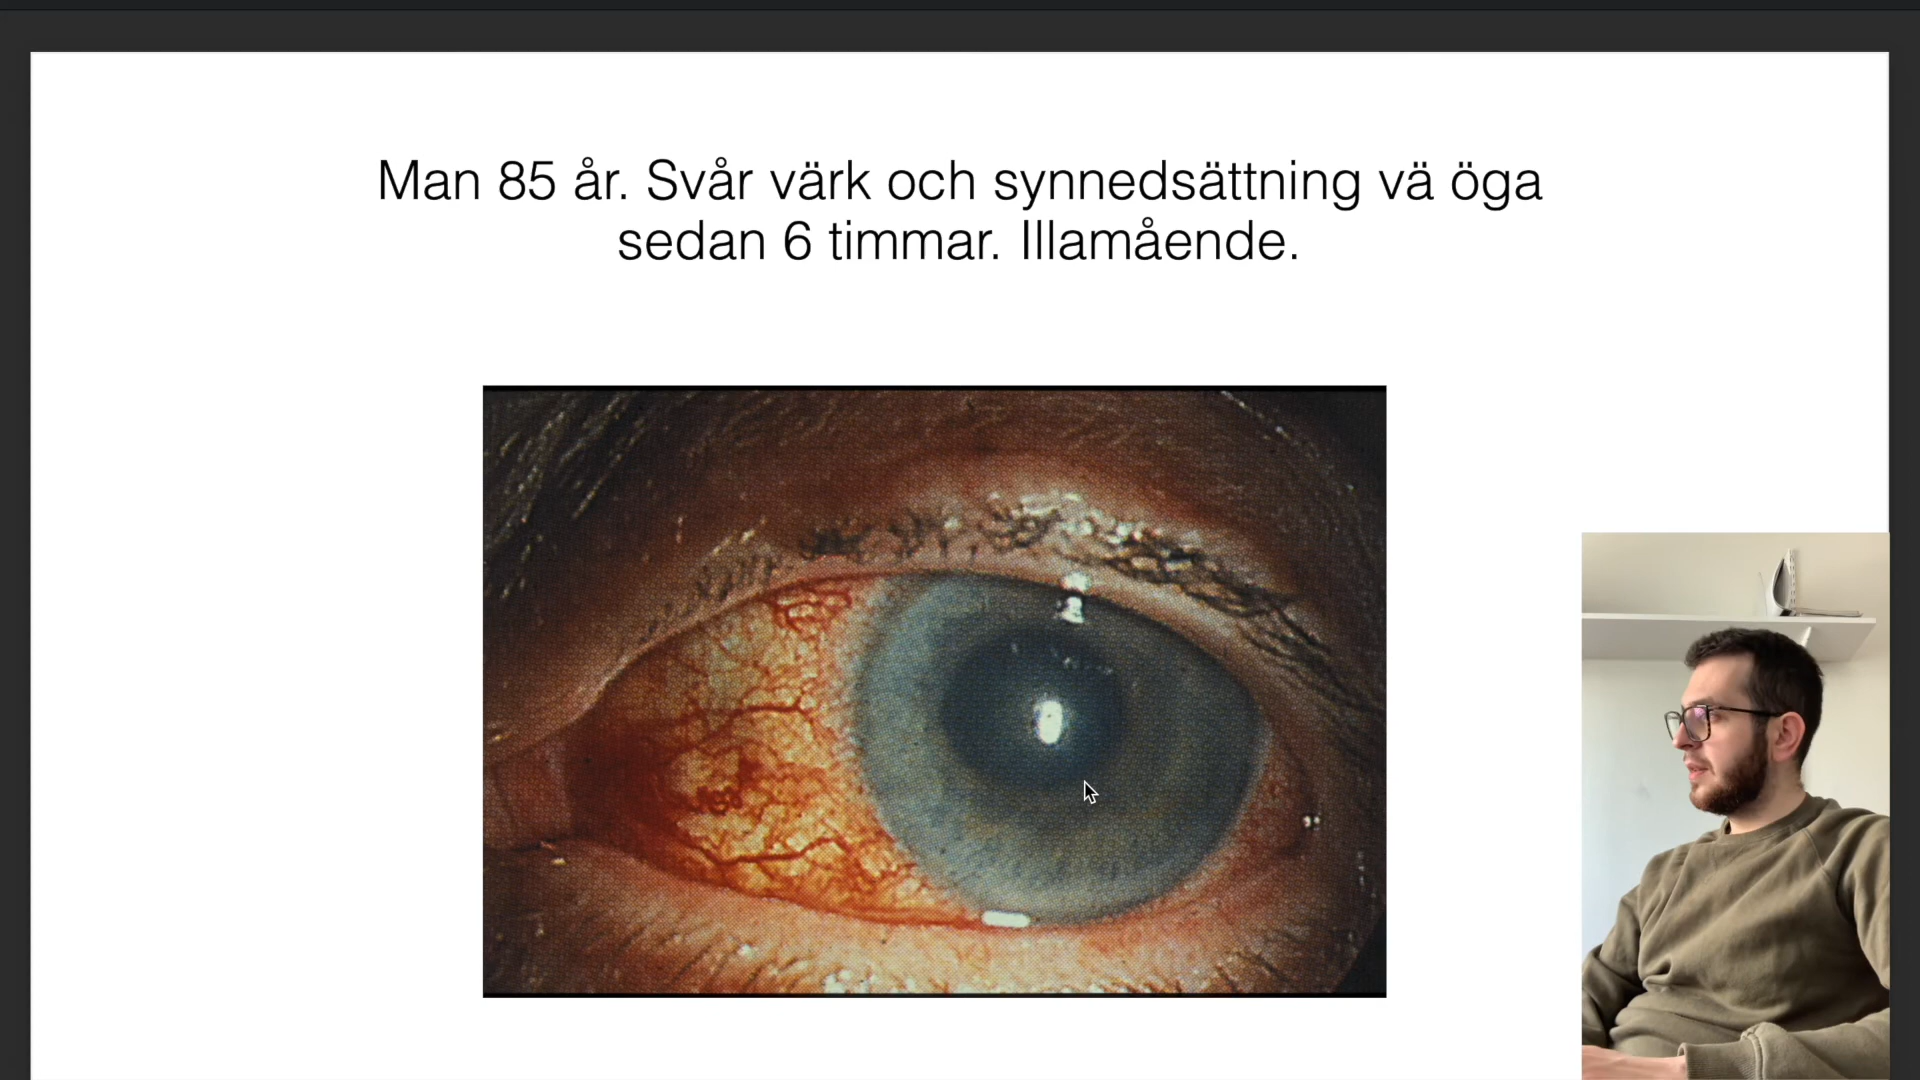 Man 85 år. Svår värk och synnedsättning vä öga
sedan 6 timmar. Illamående.